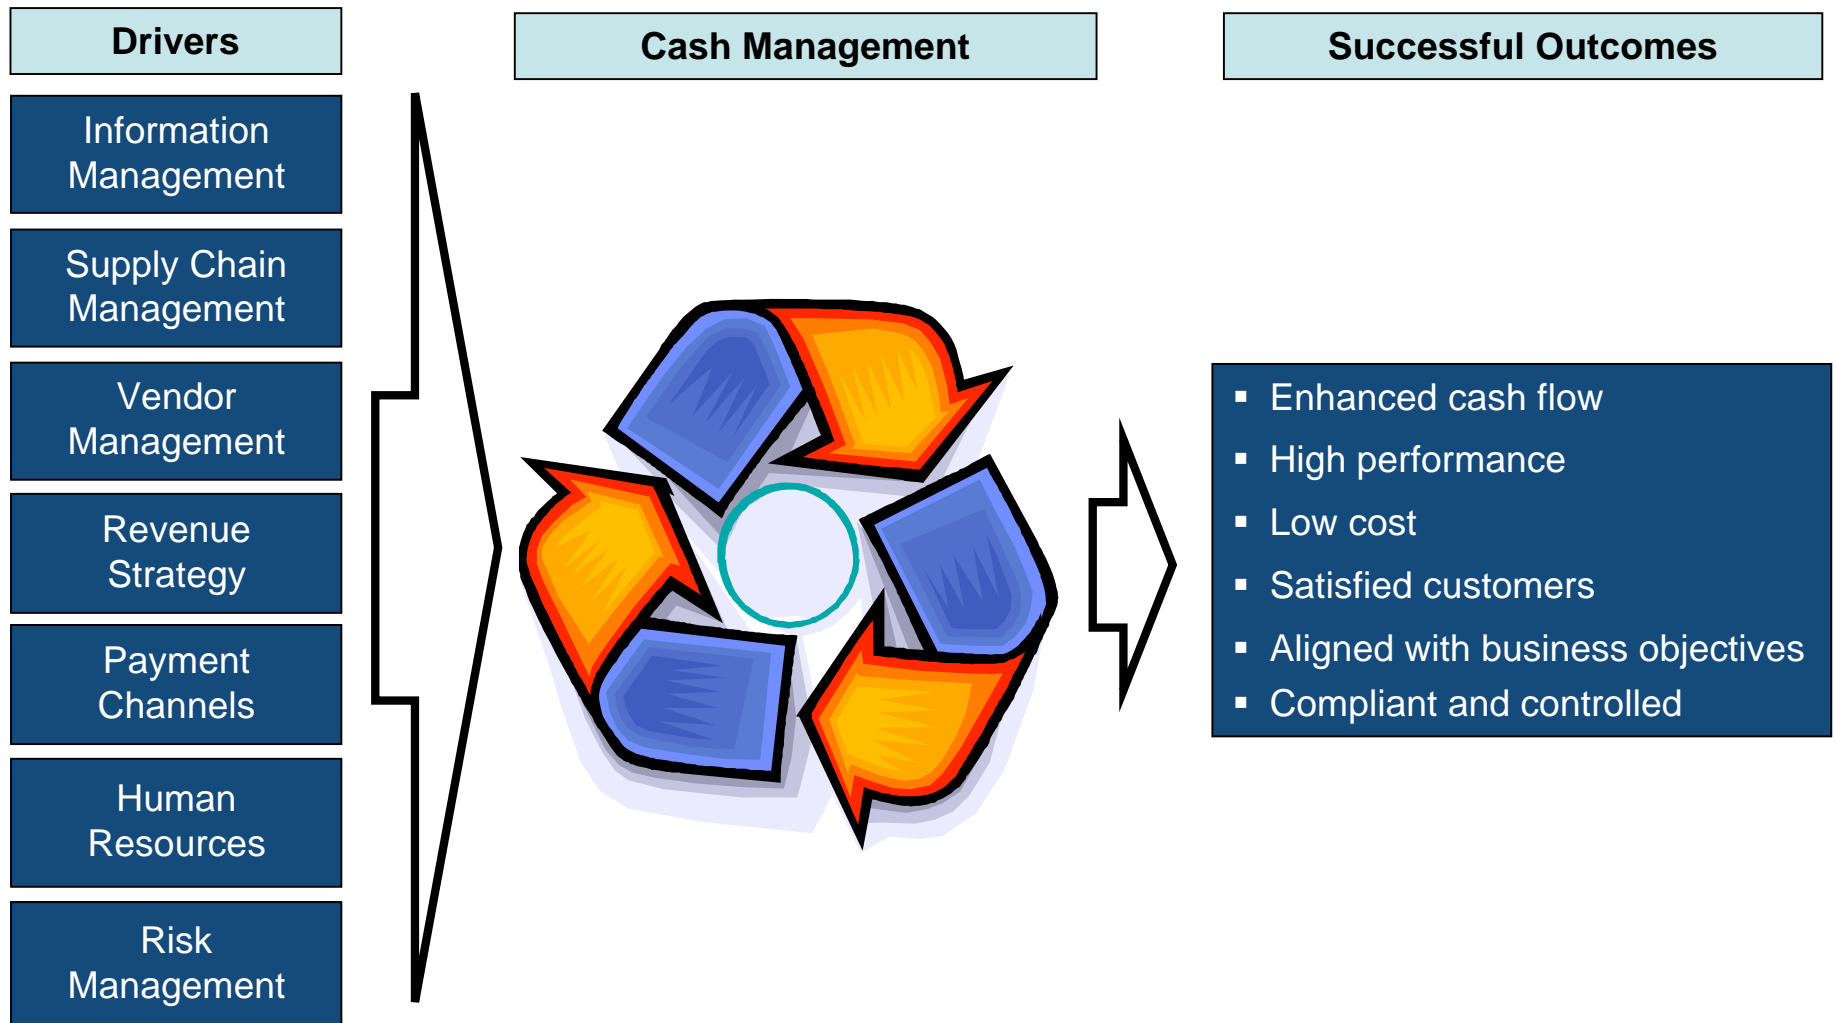 Drivers
Information
Management
Supply Chain
Management
Vendor
Management
Revenue
Strategy
Payment
Channels
Human
Resources
Risk
Management
Cash Management
Successful Outcomes
▪ Enhanced cash flow
▪ High performance
▪ Low cost
▪ Satisfied customers
▪ Aligned with business objectives
▪ Compliant and controlled